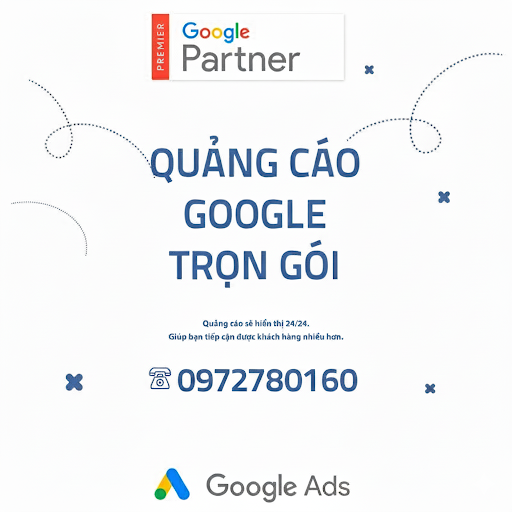 PREMIER
Google
Partner
QUẢNG CÁO
GOOGLE
TRỌN GÓI
Quảng cáo sẽ hiển thị 24/24.
Giúp bạn tiếp cận được khách hàng nhiều hơn.
0972780160
Google Ads